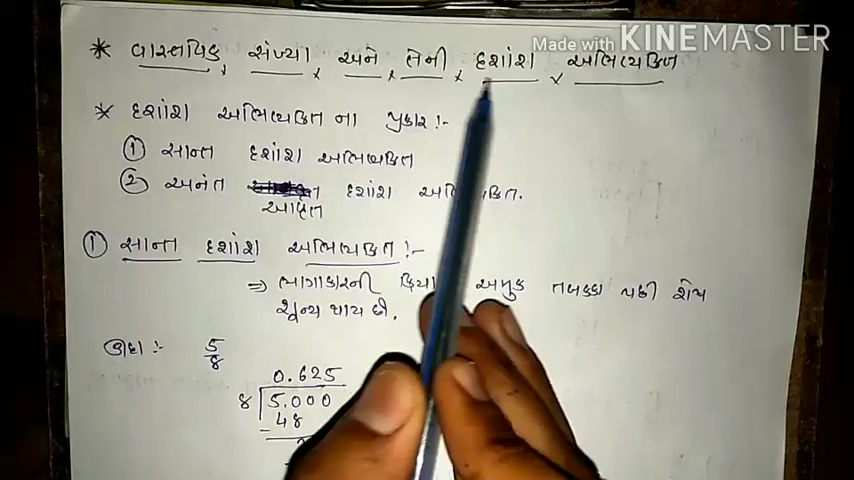 Made with KINEMASTER
* વાસ્તવિક સંખ્યા અને તેની દશાંશ અભિવ્યક્તિ
* દશાંશ અભિવ્યક્તિ ના પ્રકાર :-
① સાન્ત દશાંશ અભિવ્યક્તિ
② અનંત આવૃત દશાંશ અભિવ્યક્તિ.
① સાન્ત દશાંશ અભિવ્યક્તિ :-
⇒ ભાગાકારની ક્રિયા અમુક તબક્કા પછી શેષ
શૂન્ય થાય છે.
ઉદા :- 5/8
0.625
8 5.000
- 48